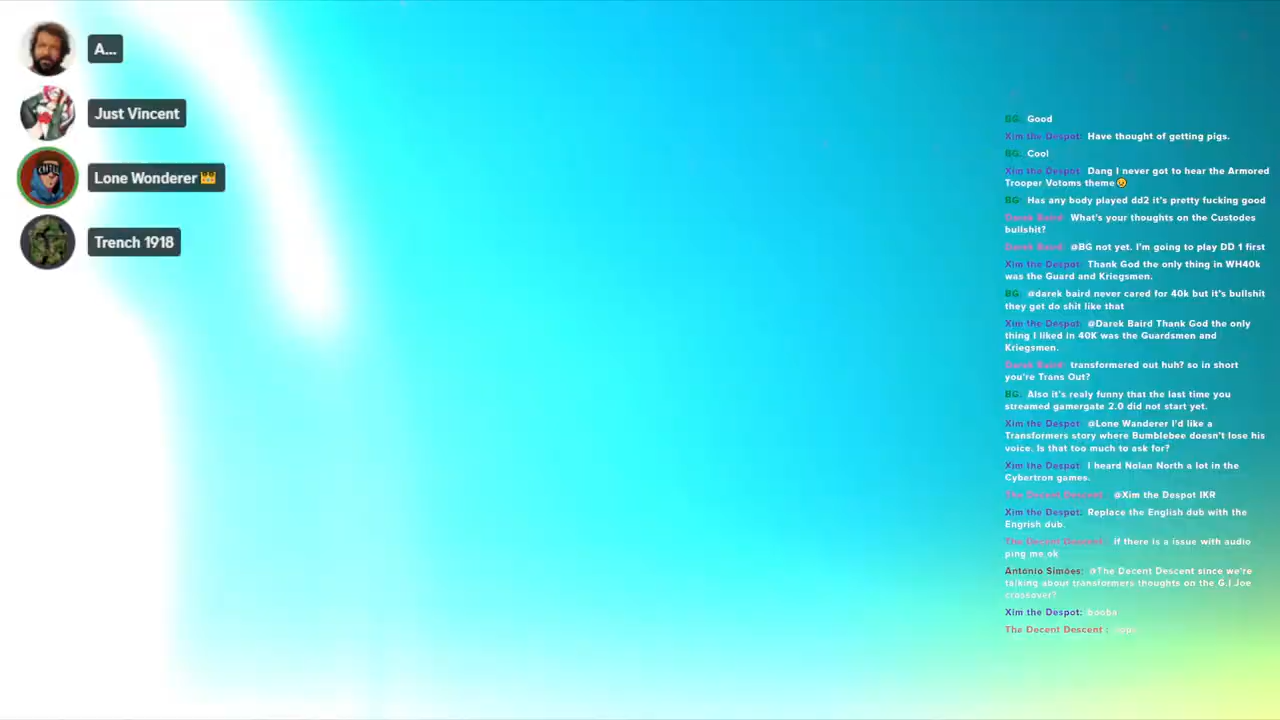 A...
Just Vincent
Lone Wonderer
Trench 1918
BG: Good
Xim the Despot: Have thought of getting pigs.
BG: Cool
Xim the Despot: Dang I never got to hear the Armored
Trooper Votoms theme
BG: Has any body played dd2 it's pretty fucking good
Darek Baird: What's your thoughts on the Custodes
bullshit?
Darek Baird: @BG not yet. I'm going to play DD 1 first
Xim the Despot: Thank God the only thing in WH40k
was the Guard and Kriegsmen.
BG: @darek baird never cared for 40k but it's bullshit
they get do shit like that
Xim the Despot: @Darek Baird Thank God the only
thing I liked in 40K was the Guardsmen and
Kriegsmen.
Darek Baird: transformered out huh? so in short
you're Trans Out?
BG: Also it's realy funny that the last time you
streamed gamergate 2.0 did not start yet.
Xim the Despot: @Lone Wanderer I'd like a
Transformers story where Bumblebee doesn't lose his
voice. Is that too much to ask for?
Xim the Despot: I heard Nolan North a lot in the
Cybertron games.
The Decent Descent : @Xim the Despot IKR
Xim the Despot: Replace the English dub with the
Engrish dub.
The Decent Descent : If there is a issue with audio
ping me ok
António Simões: @The Decent Descent since we're
talking about transformers thoughts on the G.I Joe
crossover?
Xim the Despot: booba
The Decent Descent :